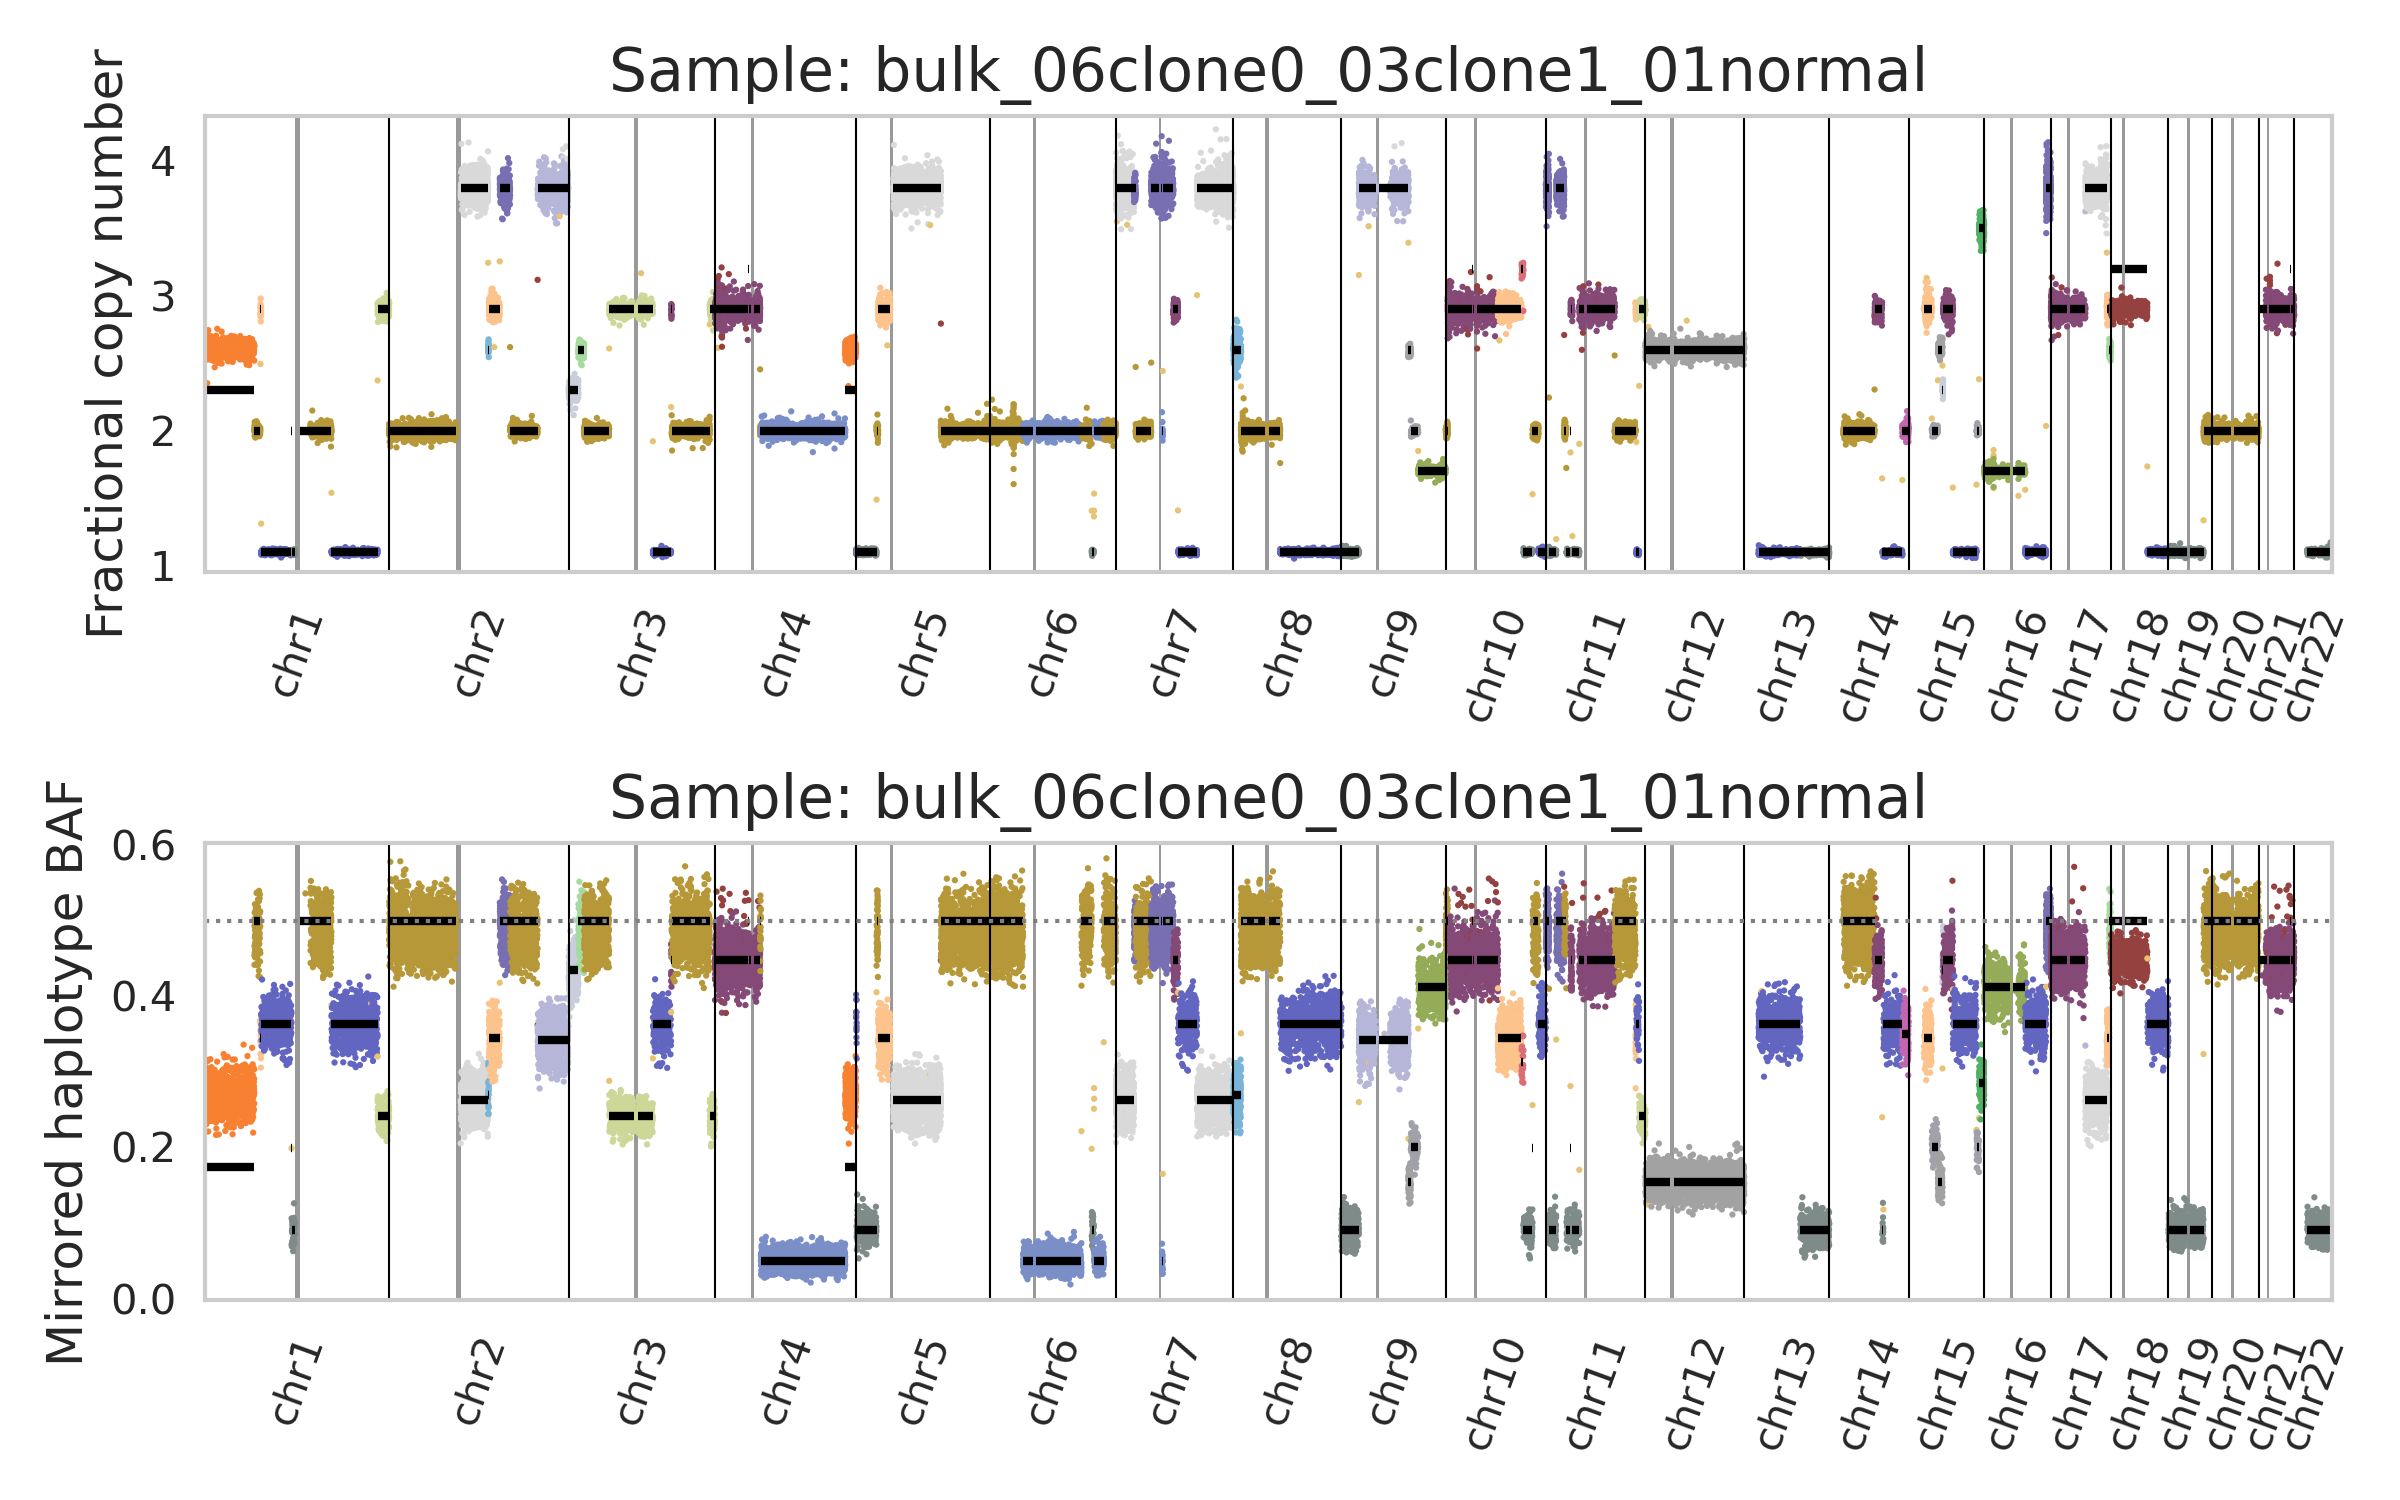 Sample: bulk_06clone0_03clone1_01normal
Fractional copy number
4
3
2
1
chr1 chr2 chr3 chr4 chr5 chr6 chr7 chr8 chr9 chr10 chr11 chr12 chr13 chr14 chr15 chr16 chr17 chr18 chr19 chr20 chr21 chr22
Sample: bulk_06clone0_03clone1_01normal
Mirrored haplotype BAF
0.6
0.4
0.2
0.0
chr1 chr2 chr3 chr4 chr5 chr6 chr7 chr8 chr9 chr10 chr11 chr12 chr13 chr14 chr15 chr16 chr17 chr18 chr19 chr20 chr21 chr22